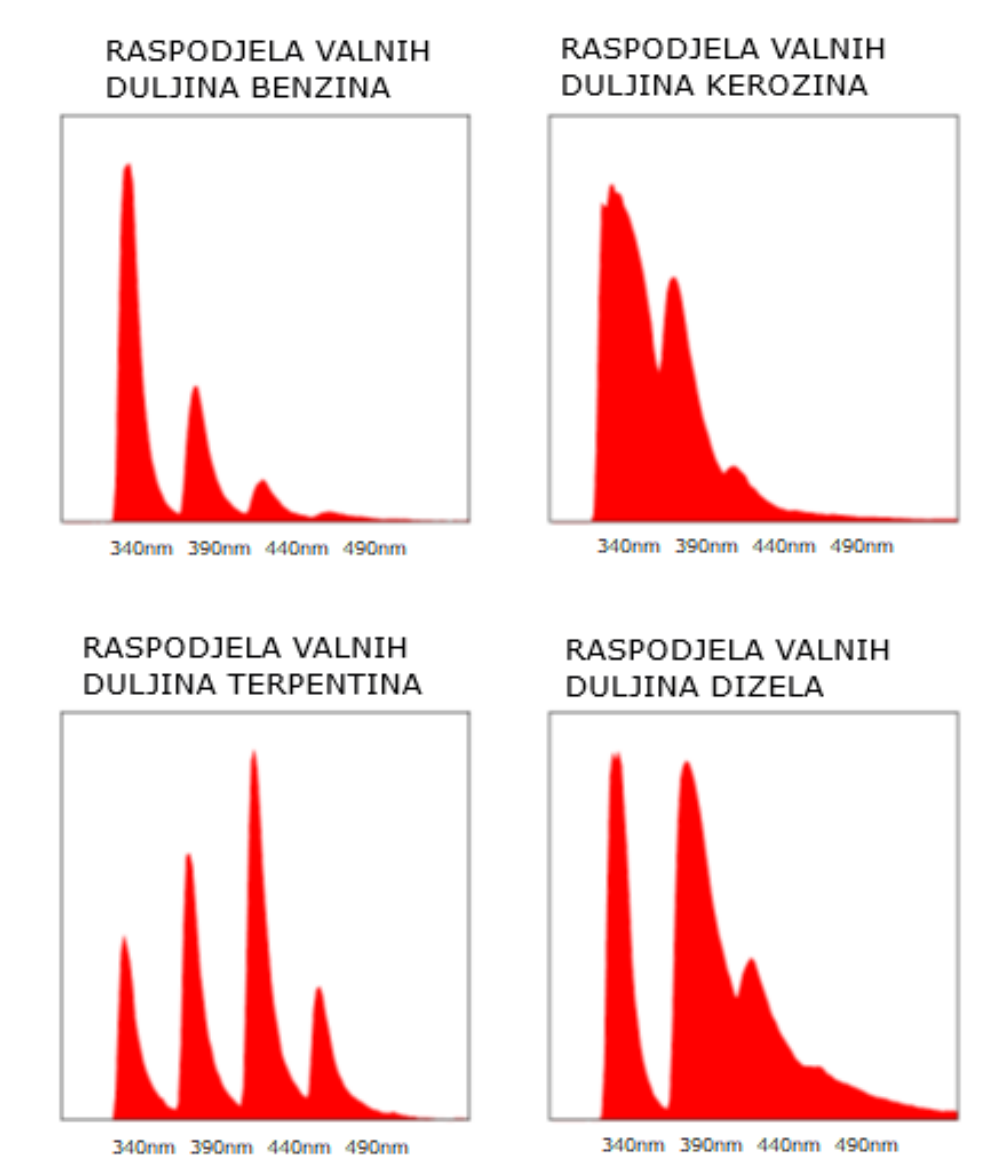 RASPODJELA VALNIH
DULJINA BENZINA
340nm 390nm 440nm 490nm
RASPODJELA VALNIH
DULJINA KEROZINA
340nm 390nm 440nm 490nm
RASPODJELA VALNIH
DULJINA TERPENTINA
340nm 390nm 440nm 490nm
RASPODJELA VALNIH
DULJINA DIZELA
340nm 390nm 440nm 490nm